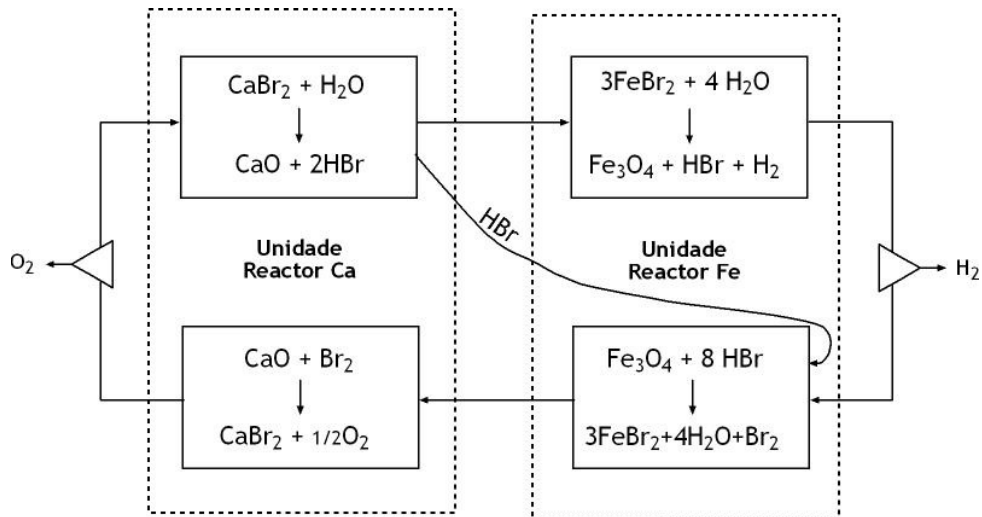 CaBr₂ + H₂O
CaO + 2HBr
3FeBr₂ + 4 H₂O
Fe₃O₄ + HBr + H₂
HBr
O₂
Unidade
Reactor Ca
Unidade
Reactor Fe
H₂
CaO + Br₂
CaBr₂ + 1/2O₂
Fe₃O₄ + 8 HBr
3FeBr₂+4H₂O+Br₂